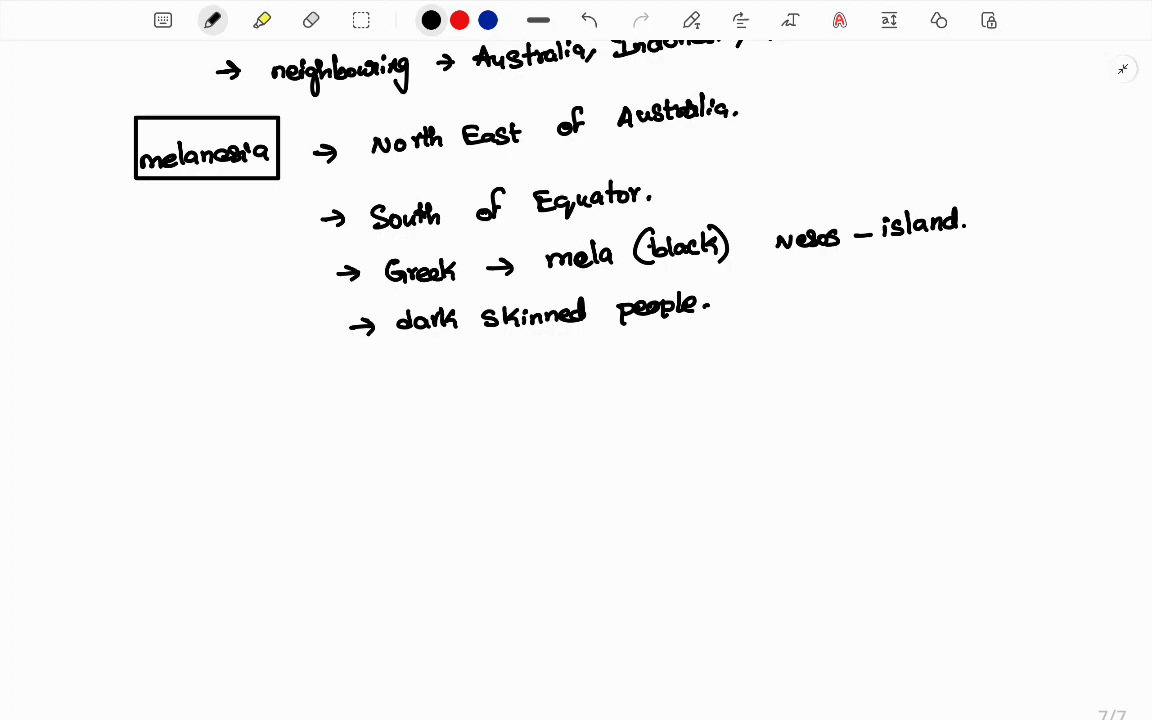 → neighbouring → Australia,
melanesia → North East of Australia.
→ South of Equator.
→ Greek → mela (black) nesos - island.
→ dark skinned people.
7/7